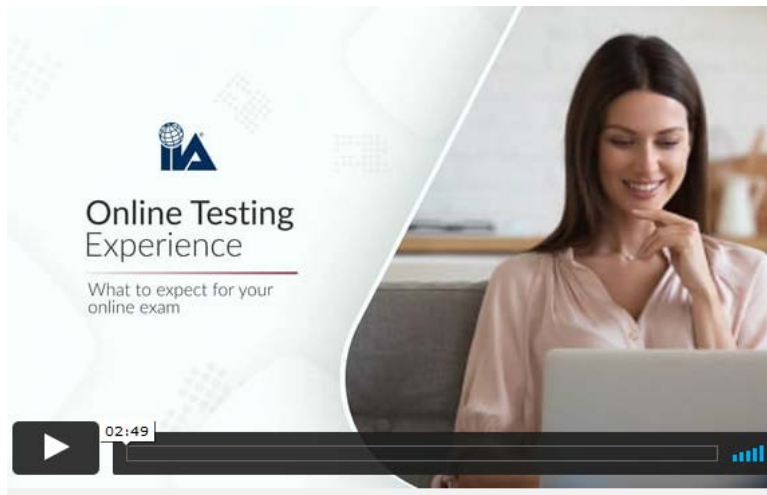 IIA
Online Testing
Experience
What to expect for your
online exam
02:49